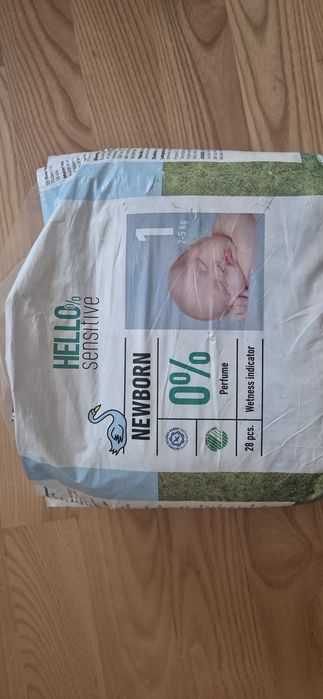 HELLO%
sensitive
NEWBORN
1
2-5 kg
0%
Perfume
Wetness indicator
28 pcs.